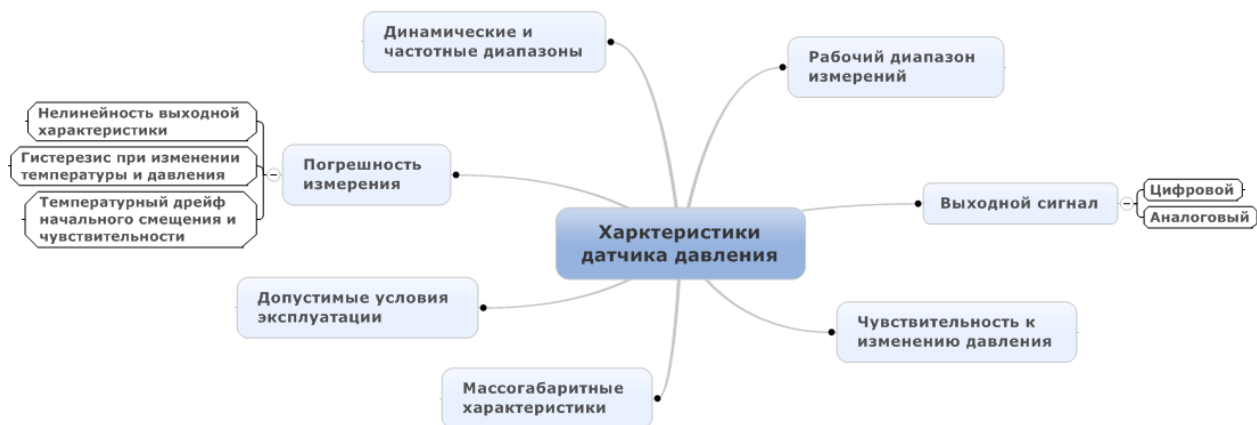 Динамические и
частотные диапазоны
Рабочий диапазон
измерений
Нелинейность выходной
характеристики
Гистерезис при изменении
температуры и давления
Температурный дрейф
начального смещения и
чувствительности
Погрешность
измерения
Харктеристики
датчика давления
Выходной сигнал
Цифровой
Аналоговый
Допустимые условия
эксплуатации
Чувствительность к
изменению давления
Массогабаритные
характеристики